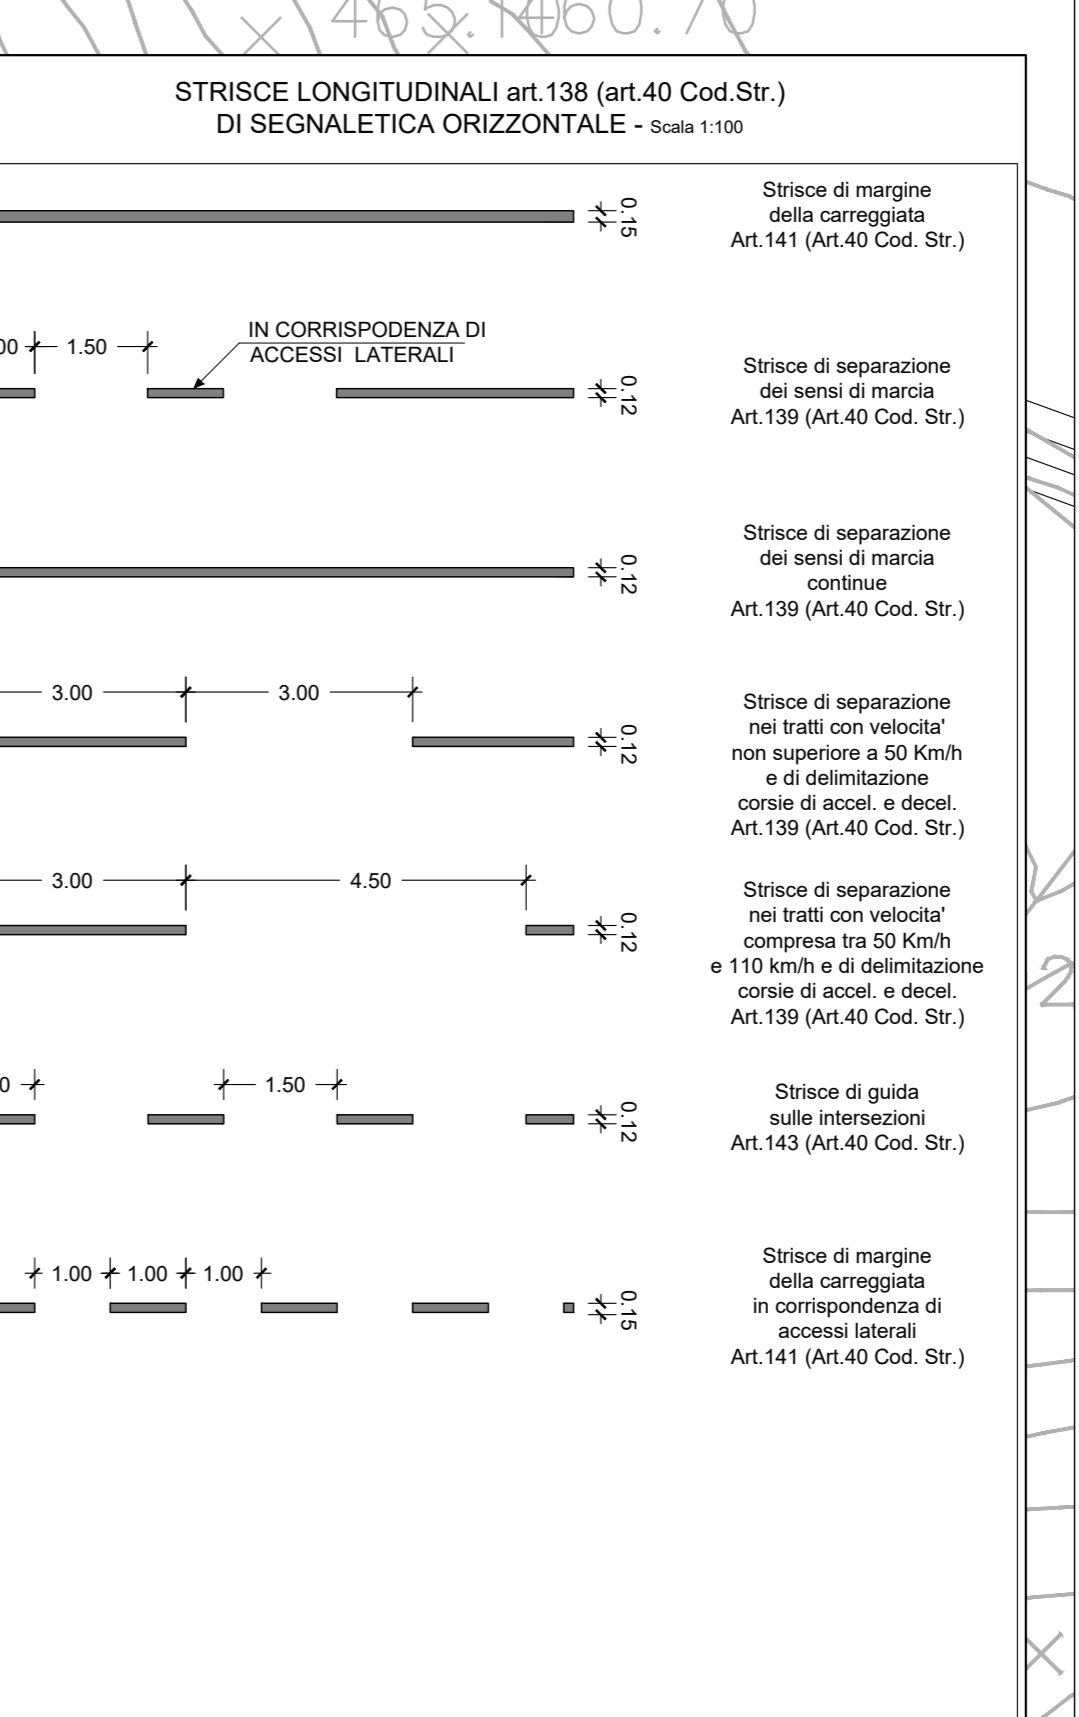 465.1460.70
STRISCE LONGITUDINALI art.138 (art.40 Cod.Str.)
DI SEGNALETICA ORIZZONTALE - Scala 1:100
0.15
Strisce di margine
della carreggiata
Art.141 (Art.40 Cod. Str.)
00
1.50
IN CORRISPODENZA DI
ACCESSI LATERALI
0.12
Strisce di separazione
dei sensi di marcia
Art.139 (Art.40 Cod. Str.)
0.12
Strisce di separazione
dei sensi di marcia
continue
Art.139 (Art.40 Cod. Str.)
3.00
3.00
0.12
Strisce di separazione
nei tratti con velocita'
non superiore a 50 Km/h
e di delimitazione
corsie di accel. e decel.
Art.139 (Art.40 Cod. Str.)
3.00
4.50
0.12
Strisce di separazione
nei tratti con velocita'
compresa tra 50 Km/h
e 110 km/h e di delimitazione
corsie di accel. e decel.
Art.139 (Art.40 Cod. Str.)
2
0
1.50
0.12
Strisce di guida
sulle intersezioni
Art.143 (Art.40 Cod. Str.)
1.00
1.00
1.00
0.15
Strisce di margine
della carreggiata
in corrispondenza di
accessi laterali
Art.141 (Art.40 Cod. Str.)